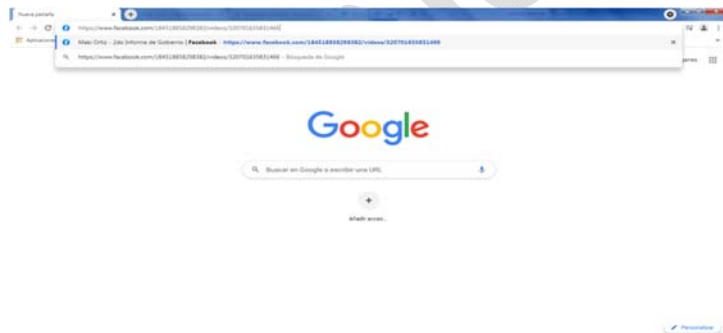 Nueva pestaña
https://www.facebook.com/184518858298382/videos/320701635831466
Aplicaciones
Malu Ortiz - 2do Informe de Gobierno | Facebook - https://www.facebook.com/184518858298382/videos/320701635831466
https://www.facebook.com/184518858298382/videos/320701635831466 - Búsqueda de Google
Google
Buscar en Google o escribir una URL
Añadir acceso...
Personalizar